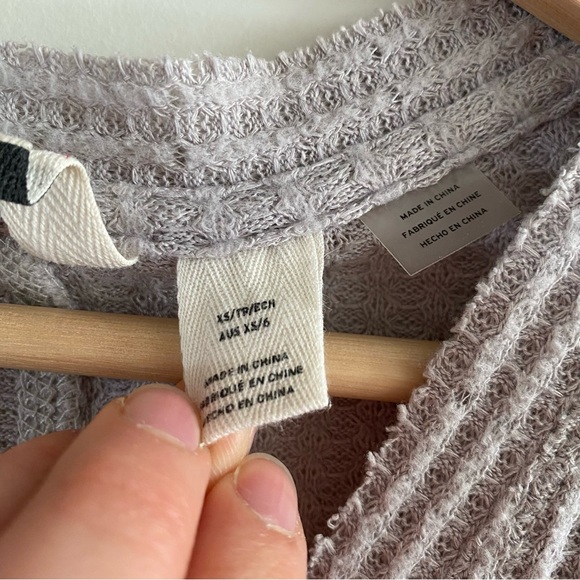 XS/TP/ECH
AUS XS/6
MADE IN CHINA
FABRIQUÉ EN CHINE
HECHO EN CHINA
MADE IN CHINA
FABRIQUÉ EN CHINE
HECHO EN CHINA